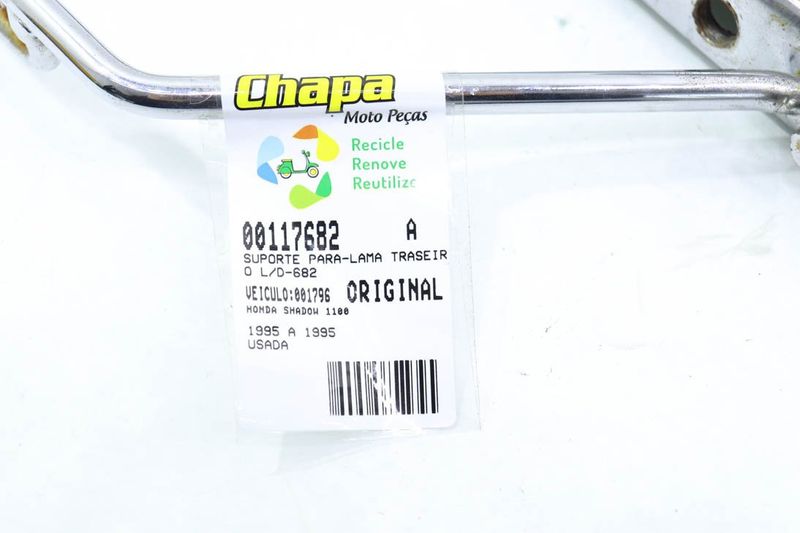 Chapa
Moto Peças
Recicle
Renove
Reutiliza
00117682 A
SUPORTE PARA-LAMA TRASEIR
O L/D-682
VEICULO:001796 ORIGINAL
HONDA SHADOW 1100
1995 A 1995
USADA